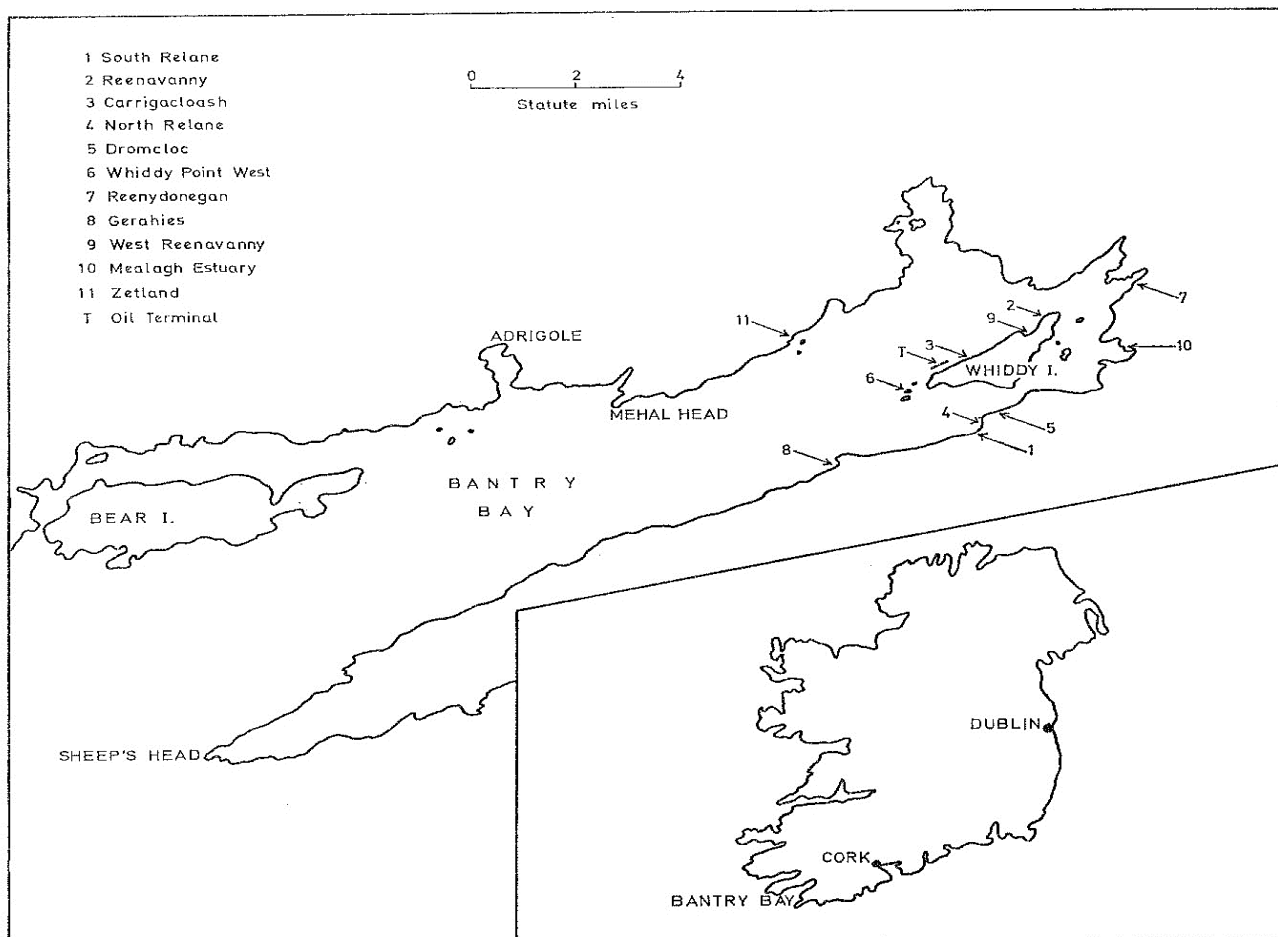 1 South Relane
2 Reenavanny
3 Carrigacloash
4 North Relane
5 Dromcloc
6 Whiddy Point West
7 Reenydonegan
8 Gerahies
9 West Reenavanny
10 Mealagh Estuary
11 Zetland
T Oil Terminal
0 2 4
Statute miles
ADRIGOLE
11
MEHAL HEAD
2
9
3
T
6
WHIDDY I.
7
10
4
5
1
8
BANTRY
BAY
BEAR I.
SHEEP'S HEAD
DUBLIN
CORK
BANTRY BAY